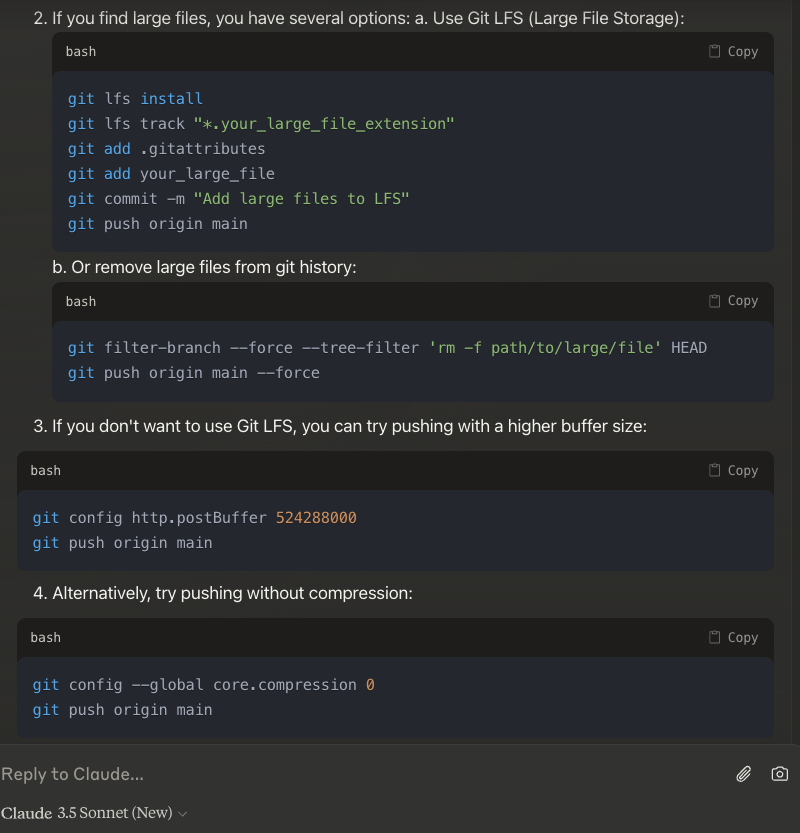 2. If you find large files, you have several options: a. Use Git LFS (Large File Storage):
bash Copy
git lfs install
git lfs track "*.your_large_file_extension"
git add .gitattributes
git add your_large_file
git commit -m "Add large files to LFS"
git push origin main
b. Or remove large files from git history:
bash Copy
git filter-branch --force --tree-filter 'rm -f path/to/large/file' HEAD
git push origin main --force
3. If you don't want to use Git LFS, you can try pushing with a higher buffer size:
bash Copy
git config http.postBuffer 524288000
git push origin main
4. Alternatively, try pushing without compression:
bash Copy
git config --global core.compression 0
git push origin main
Reply to Claude...
Claude 3.5 Sonnet (New)